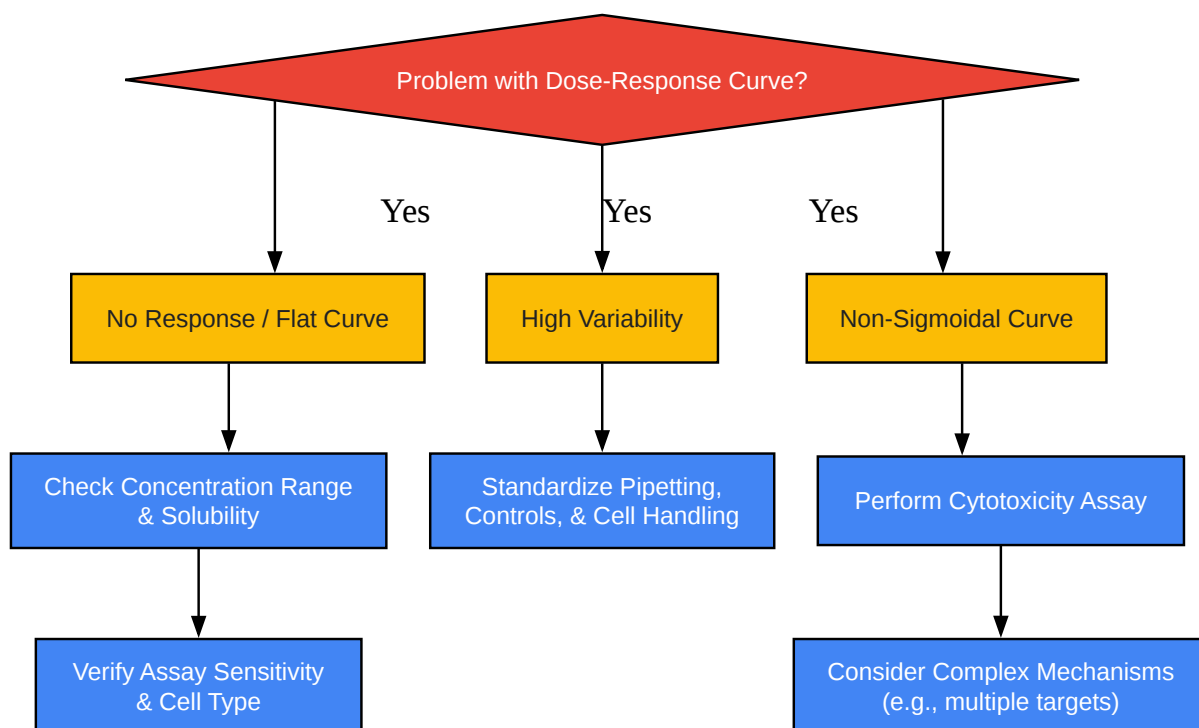 Problem with Dose-Response Curve?
Yes
Yes
Yes
No Response / Flat Curve
High Variability
Non-Sigmoidal Curve
Check Concentration Range
& Solubility
Standardize Pipetting,
Controls, & Cell Handling
Perform Cytotoxicity Assay
Verify Assay Sensitivity
& Cell Type
Consider Complex Mechanisms
(e.g., multiple targets)